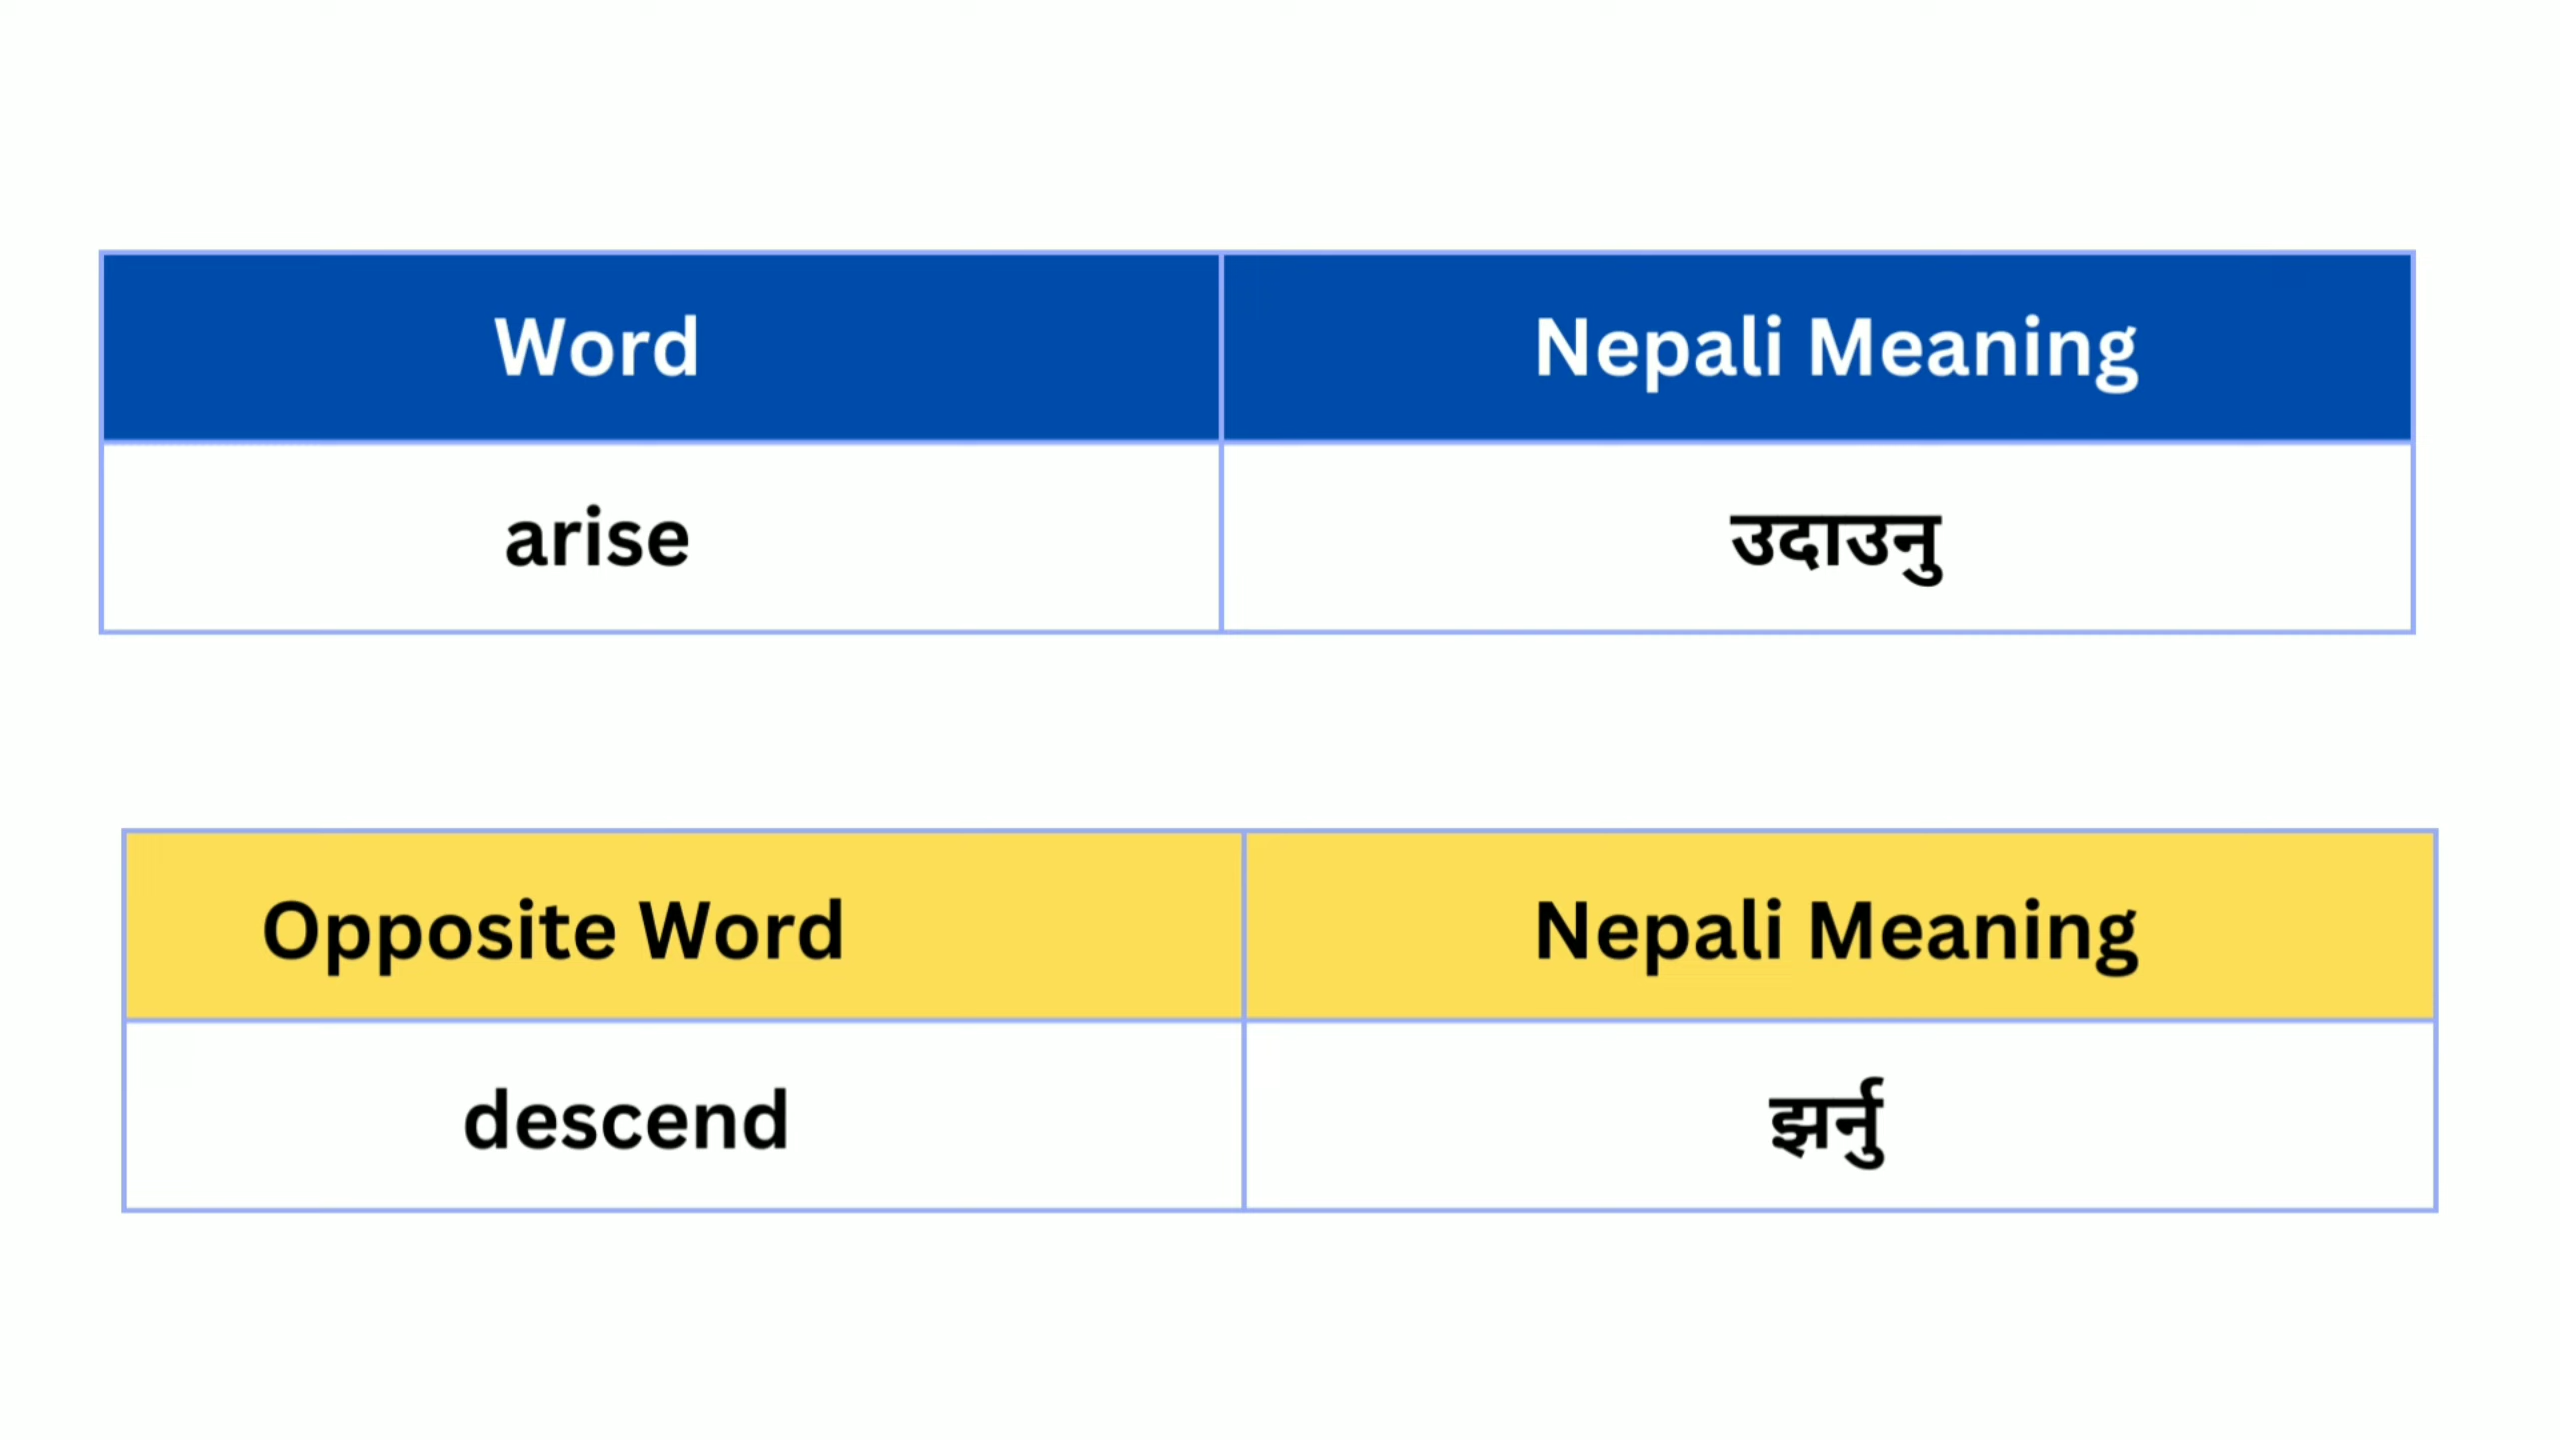 Word Nepali Meaning
arise उदाउनु
Opposite Word Nepali Meaning
descend झर्नु